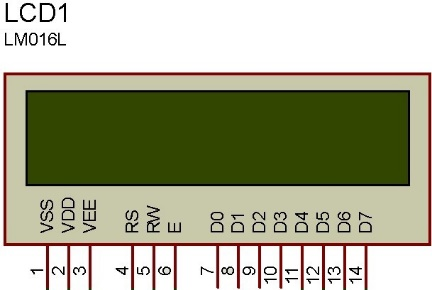 LCD1
LM016L
VSS VDD VEE RS RW E D0 D1 D2 D3 D4 D5 D6 D7
1 2 3 4 5 6 7 8 9 10 11 12 13 14